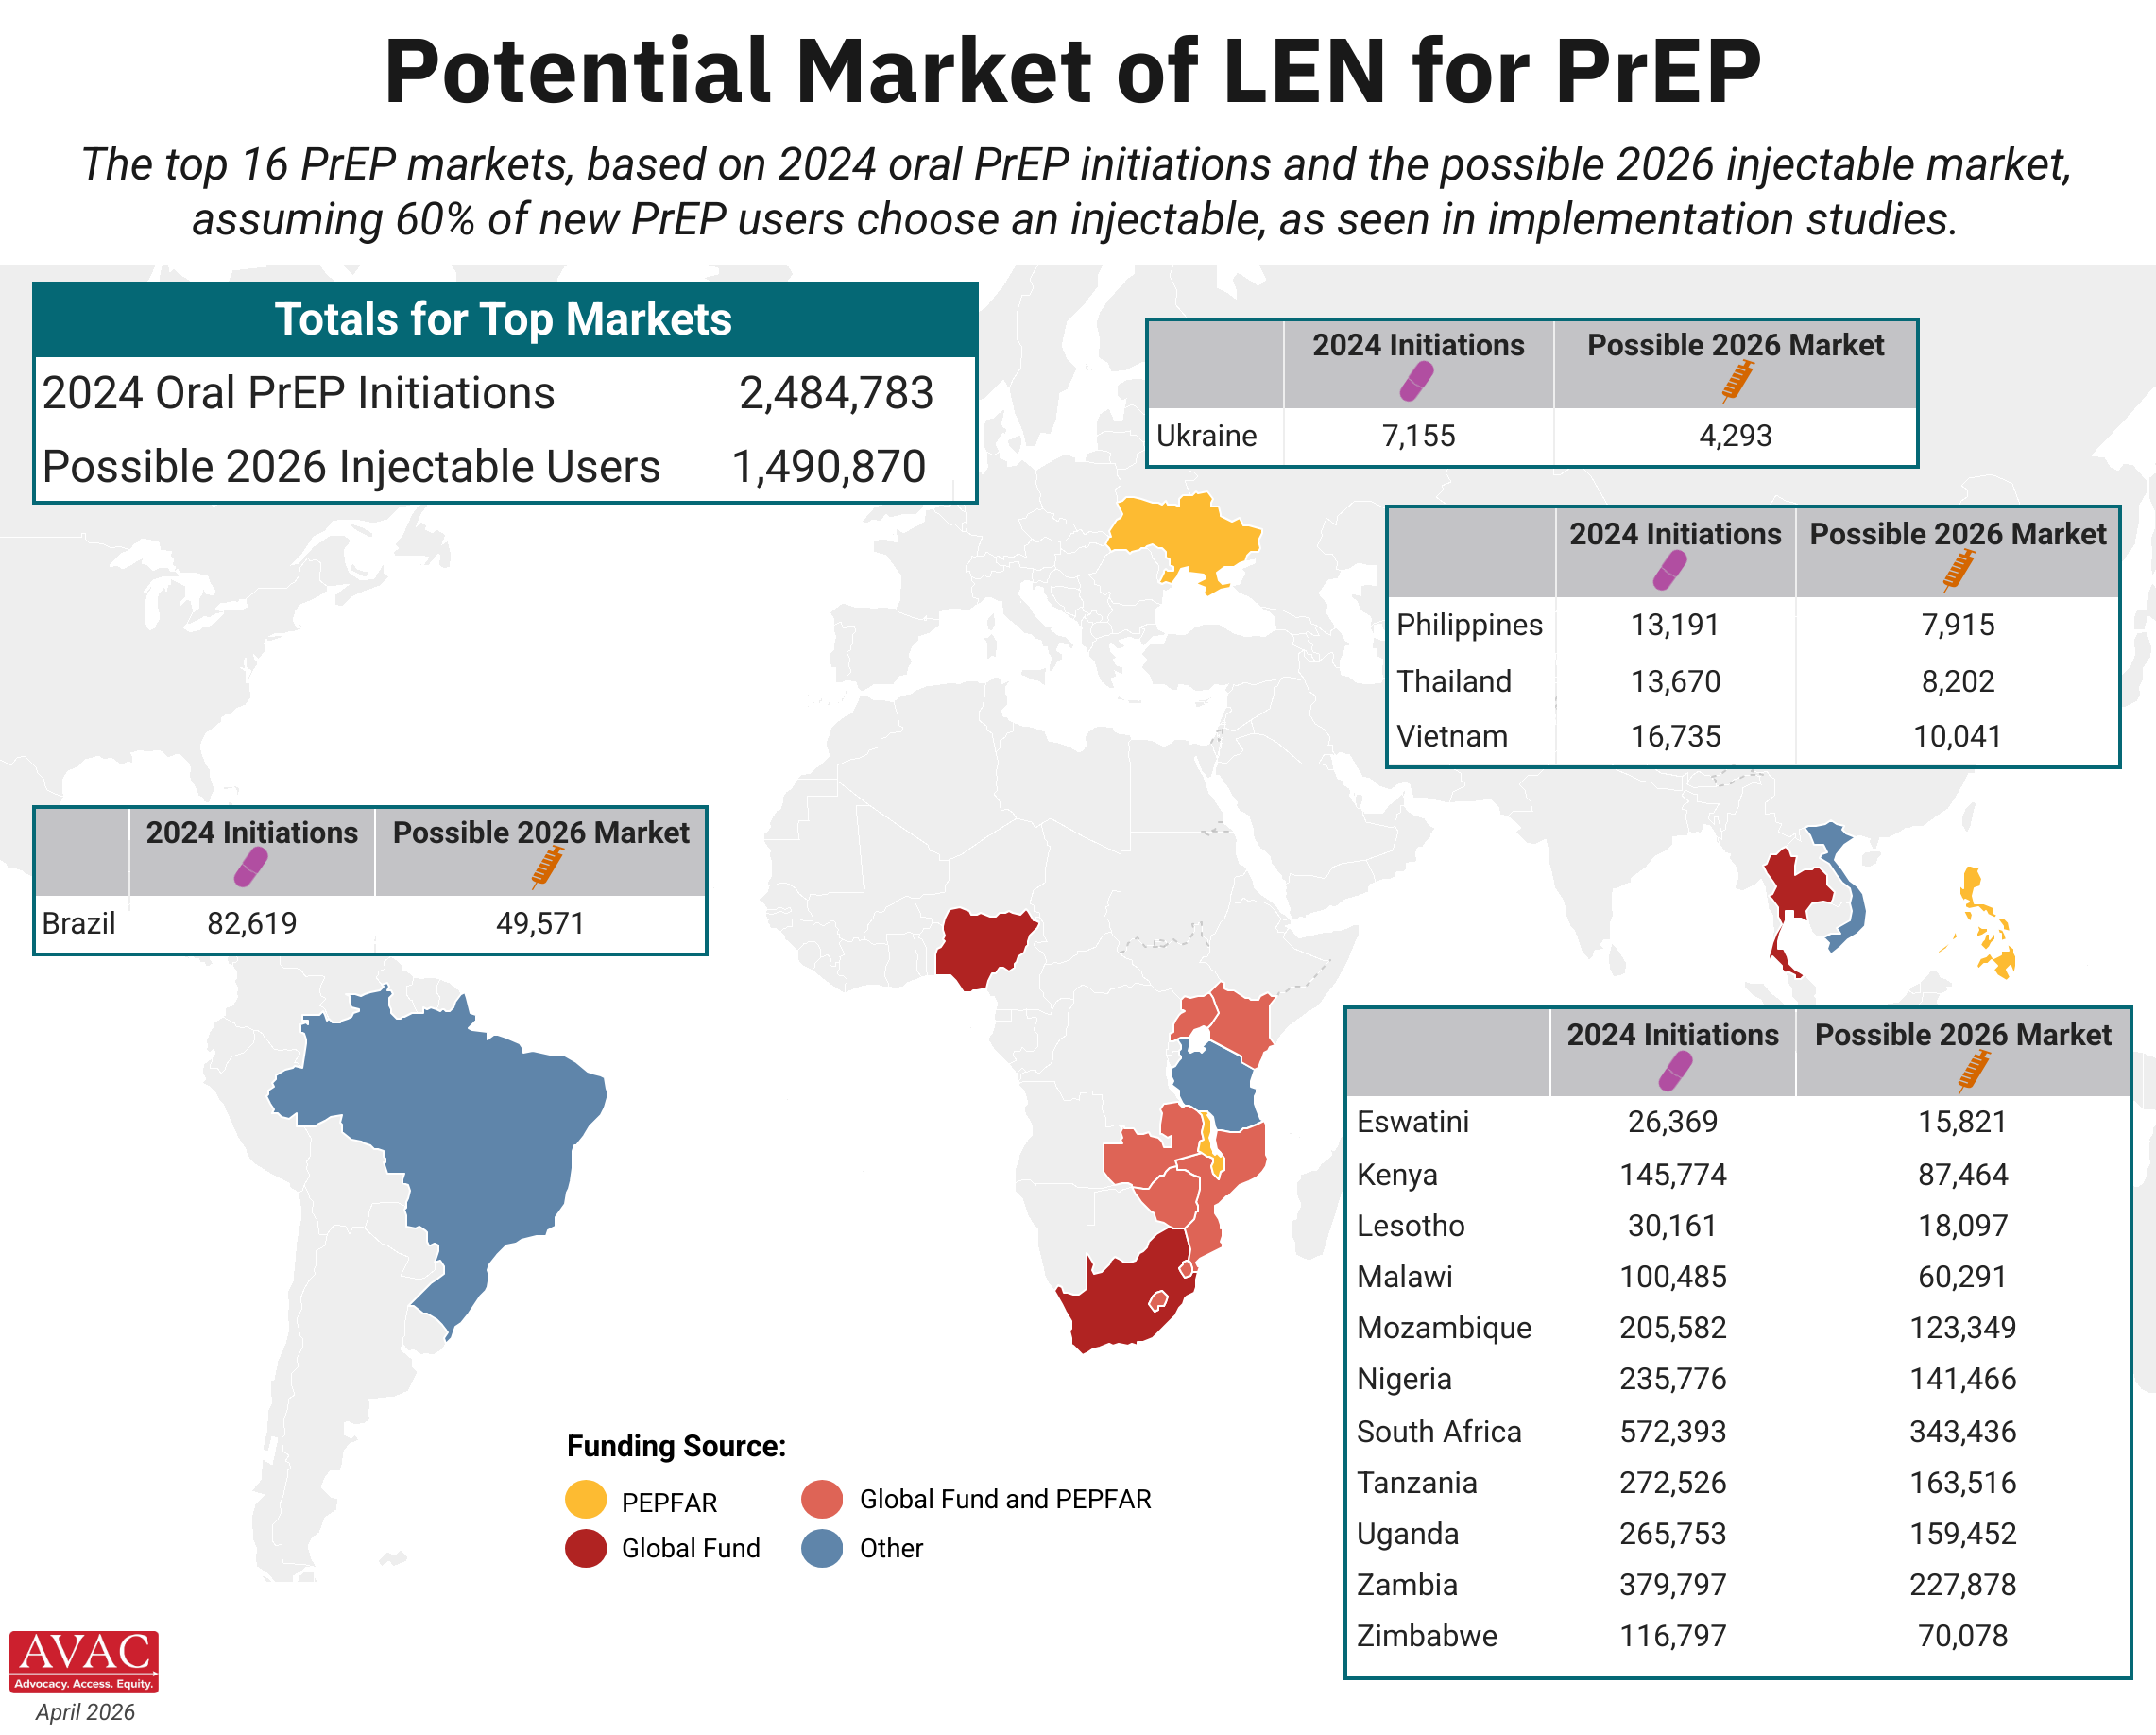 Potential Market of LEN for PrEP
The top 16 PrEP markets, based on 2024 oral PrEP initiations and the possible 2026 injectable market,
assuming 60% of new PrEP users choose an injectable, as seen in implementation studies.
Totals for Top Markets
2024 Oral PrEP Initiations 2,484,783
Possible 2026 Injectable Users 1,490,870
2024 Initiations Possible 2026 Market
Ukraine 7,155 4,293
2024 Initiations Possible 2026 Market
Philippines 13,191 7,915
Thailand 13,670 8,202
Vietnam 16,735 10,041
2024 Initiations Possible 2026 Market
Brazil 82,619 49,571
2024 Initiations Possible 2026 Market
Eswatini 26,369 15,821
Kenya 145,774 87,464
Lesotho 30,161 18,097
Malawi 100,485 60,291
Mozambique 205,582 123,349
Nigeria 235,776 141,466
South Africa 572,393 343,436
Tanzania 272,526 163,516
Uganda 265,753 159,452
Zambia 379,797 227,878
Zimbabwe 116,797 70,078
Funding Source:
PEPFAR Global Fund and PEPFAR
Global Fund Other
AVAC
Advocacy. Access. Equity.
April 2026